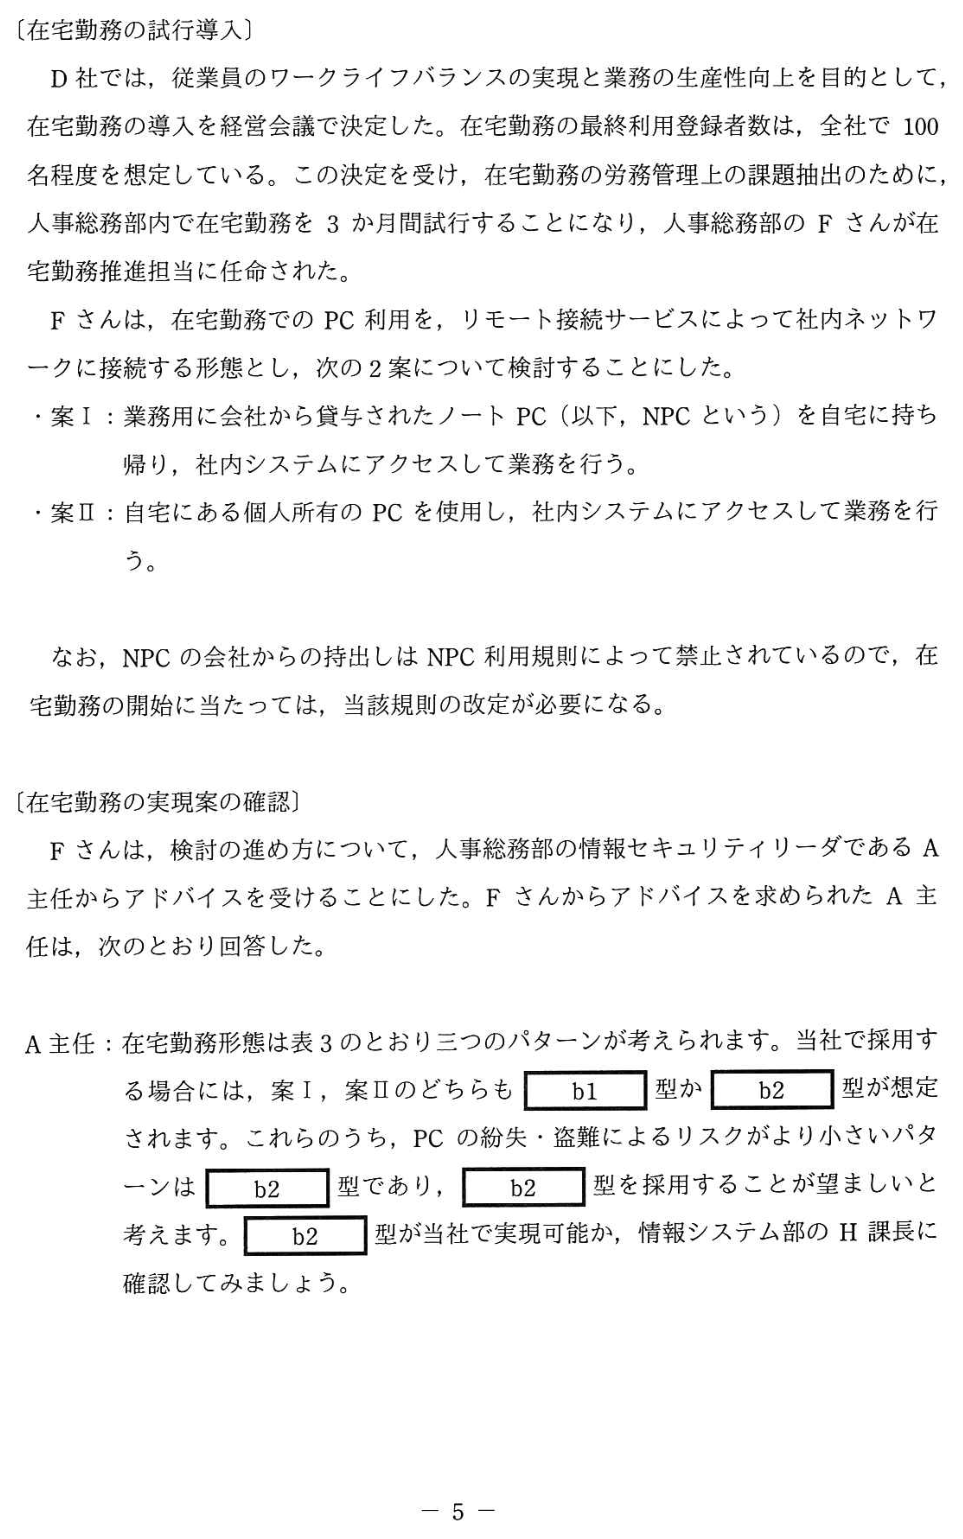 〔在宅勤務の試行導入〕
D 社では，従業員のワークライフバランスの実現と業務の生産性向上を目的として，
在宅勤務の導入を経営会議で決定した。在宅勤務の最終利用登録者数は，全社で 100
名程度を想定している。この決定を受け，在宅勤務の労務管理上の課題抽出のために，
人事総務部内で在宅勤務を 3 か月間試行することになり，人事総務部の F さんが在
宅勤務推進担当に任命された。
F さんは，在宅勤務での PC 利用を，リモート接続サービスによって社内ネットワ
ークに接続する形態とし，次の 2 案について検討することにした。
・案Ⅰ：業務用に会社から貸与されたノート PC（以下，NPC という）を自宅に持ち
帰り，社内システムにアクセスして業務を行う。
・案Ⅱ：自宅にある個人所有の PC を使用し，社内システムにアクセスして業務を行
う。
なお，NPC の会社からの持出しは NPC 利用規則によって禁止されているので，在
宅勤務の開始に当たっては，当該規則の改定が必要になる。
〔在宅勤務の実現案の確認〕
F さんは，検討の進め方について，人事総務部の情報セキュリティリーダである A
主任からアドバイスを受けることにした。F さんからアドバイスを求められた A 主
任は，次のとおり回答した。
A 主任：在宅勤務形態は表 3 のとおり三つのパターンが考えられます。当社で採用す
る場合には，案Ⅰ，案Ⅱのどちらも b1 型か b2 型が想定
されます。これらのうち，PC の紛失・盗難によるリスクがより小さいパタ
ーンは b2 型であり， b2 型を採用することが望ましいと
考えます。 b2 型が当社で実現可能か，情報システム部の H 課長に
確認してみましょう。
－ 5 －